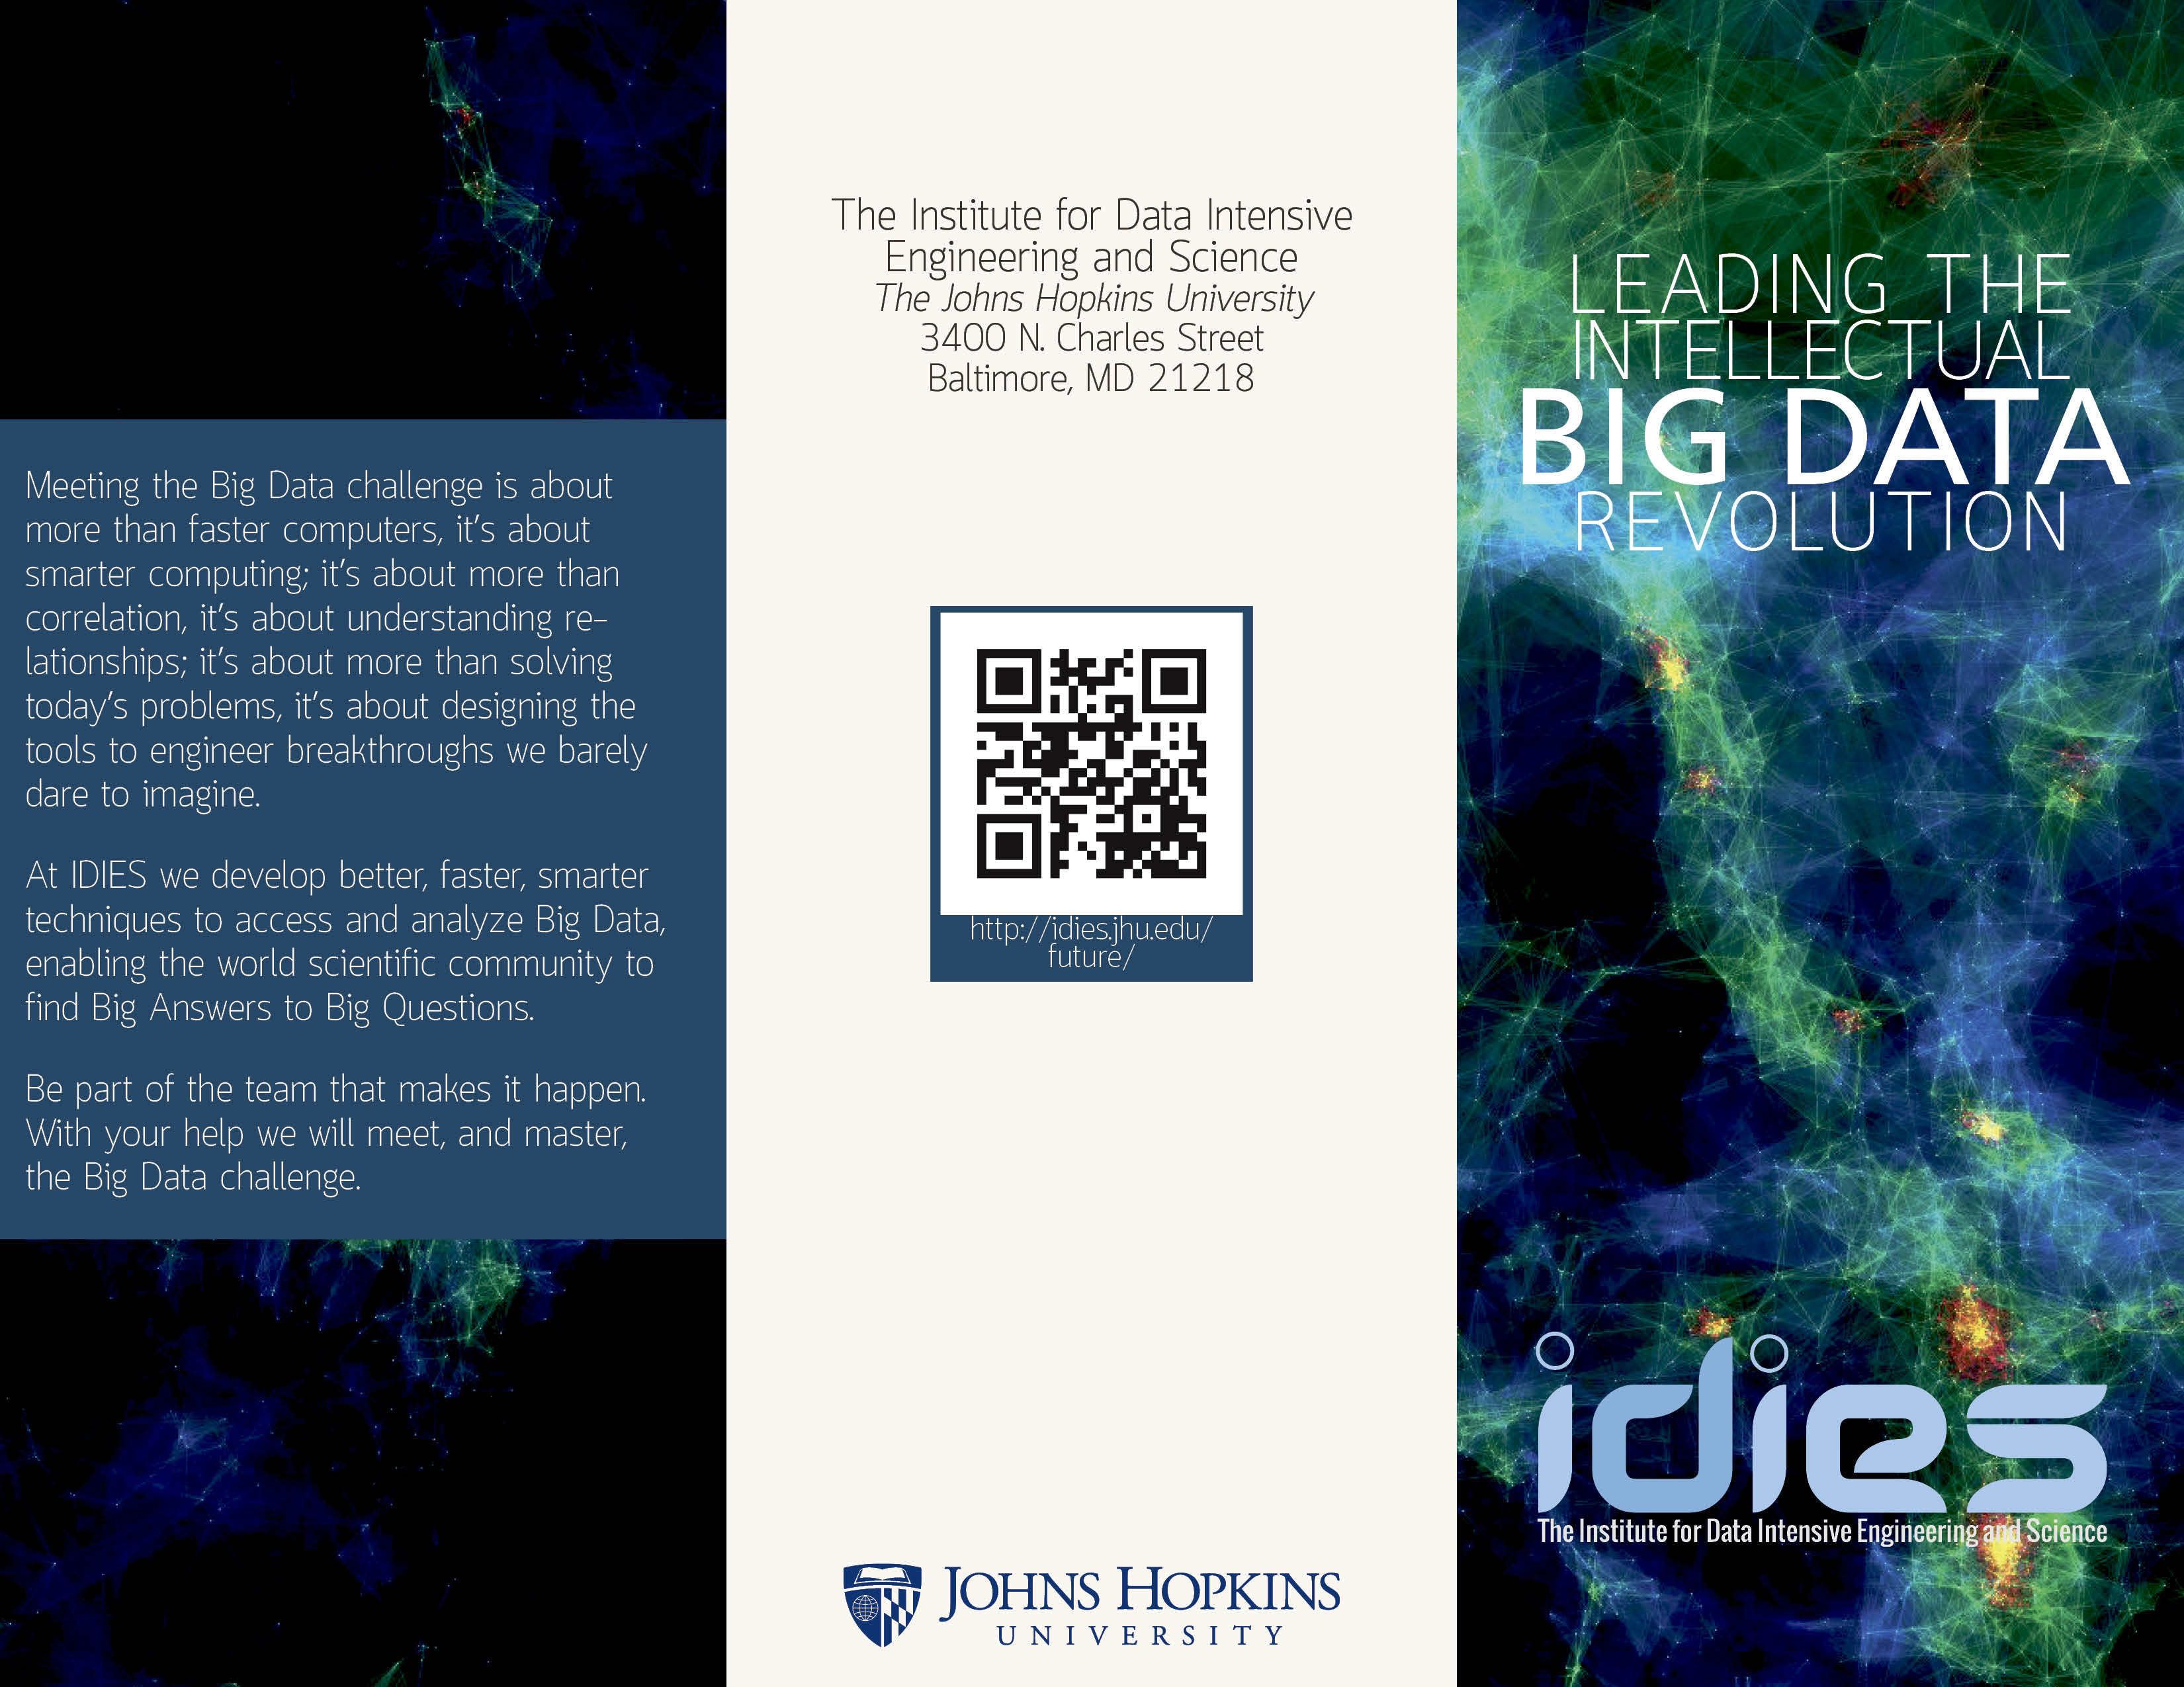 Meeting the Big Data challenge is about
more than faster computers, it's about
smarter computing; it's about more than
correlation, it's about understanding re-
lationships; it's about more than solving
today's problems, it's about designing the
tools to engineer breakthroughs we barely
dare to imagine.
At IDIES we develop better, faster, smarter
techniques to access and analyze Big Data,
enabling the world scientific community to
find Big Answers to Big Questions.
Be part of the team that makes it happen.
With your help we will meet, and master,
the Big Data challenge.
The Institute for Data Intensive
Engineering and Science
The Johns Hopkins University
3400 N. Charles Street
Baltimore, MD 21218
http://idies.jhu.edu/
future/
JOHNS HOPKINS
UNIVERSITY
LEADING THE
INTELLECTUAL
BIG DATA
REVOLUTION
idies
The Institute for Data Intensive Engineering and Science